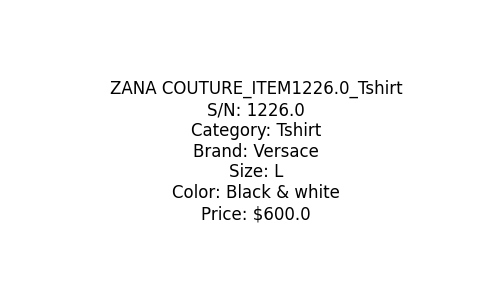 ZANA COUTURE_ITEM1226.0_Tshirt
S/N: 1226.0
Category: Tshirt
Brand: Versace
Size: L
Color: Black & white
Price: $600.0